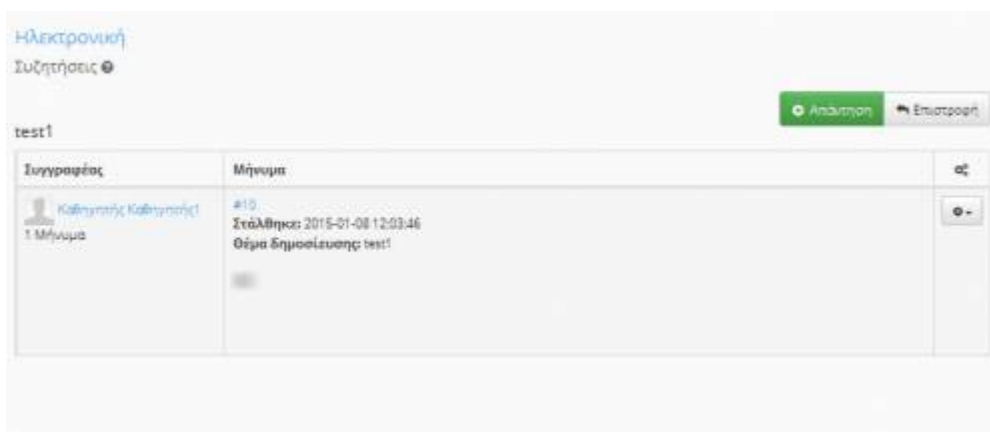 Ηλεκτρονική
Συζητήσεις
Απάντηση Επιστροφή
test1
Συγγραφέας Μήνυμα
Καθηγητής Καθηγητής1
1 Μήνυμα
#10
Στάλθηκε: 2015-01-08 12:03:46
Θέμα δημοσίευσης: test1